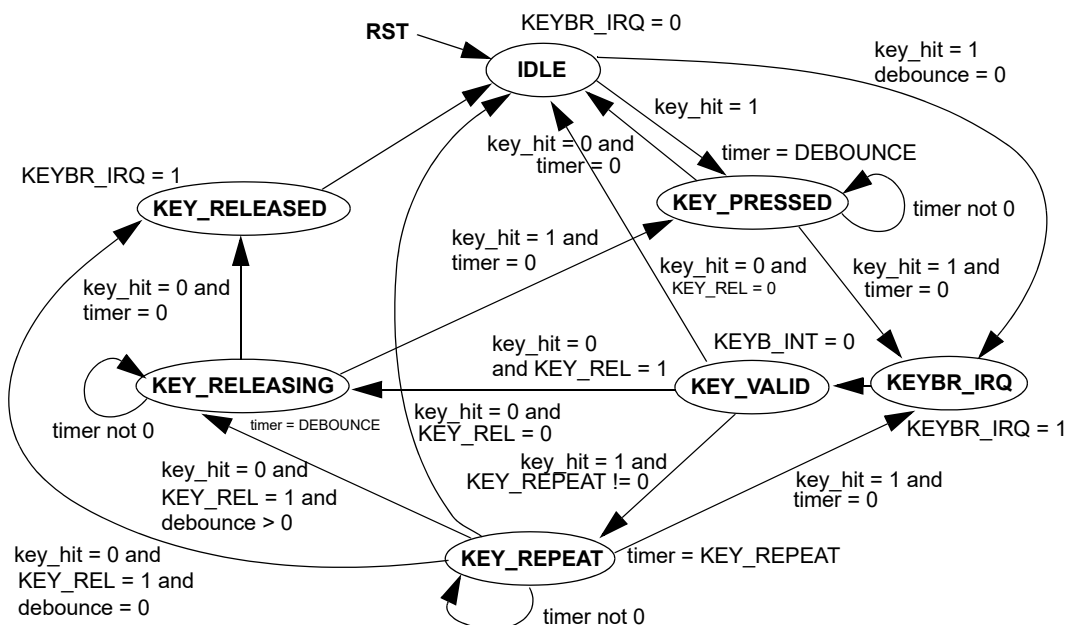 KEYBR_IRQ = 0
RST
IDLE
key_hit = 1
debounce = 0
key_hit = 1
key_hit = 0 and
timer = 0
timer = DEBOUNCE
KEYBR_IRQ = 1
KEY_RELEASED
KEY_PRESSED
timer not 0
key_hit = 1 and
timer = 0
key_hit = 0 and
KEY_REL = 0
key_hit = 1 and
timer = 0
key_hit = 0 and
timer = 0
KEYB_INT = 0
key_hit = 0
and KEY_REL = 1
KEY_RELEASING
KEY_VALID
KEYBR_IRQ
timer not 0
timer = DEBOUNCE
key_hit = 0 and
KEY_REL = 0
KEYBR_IRQ = 1
key_hit = 0 and
KEY_REL = 1 and
debounce > 0
key_hit = 1 and
KEY_REPEAT != 0
key_hit = 1 and
timer = 0
key_hit = 0 and
KEY_REL = 1 and
debounce = 0
KEY_REPEAT
timer = KEY_REPEAT
timer not 0